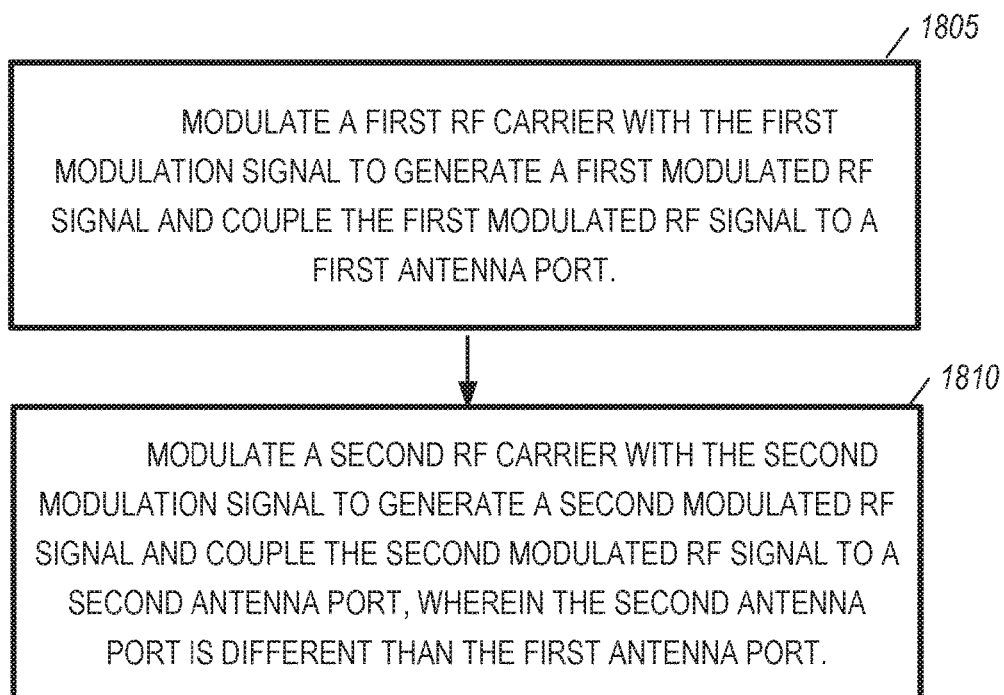 1805
MODULATE A FIRST RF CARRIER WITH THE FIRST
MODULATION SIGNAL TO GENERATE A FIRST MODULATED RF
SIGNAL AND COUPLE THE FIRST MODULATED RF SIGNAL TO A
FIRST ANTENNA PORT.
1810
MODULATE A SECOND RF CARRIER WITH THE SECOND
MODULATION SIGNAL TO GENERATE A SECOND MODULATED RF
SIGNAL AND COUPLE THE SECOND MODULATED RF SIGNAL TO A
SECOND ANTENNA PORT, WHEREIN THE SECOND ANTENNA
PORT IS DIFFERENT THAN THE FIRST ANTENNA PORT.